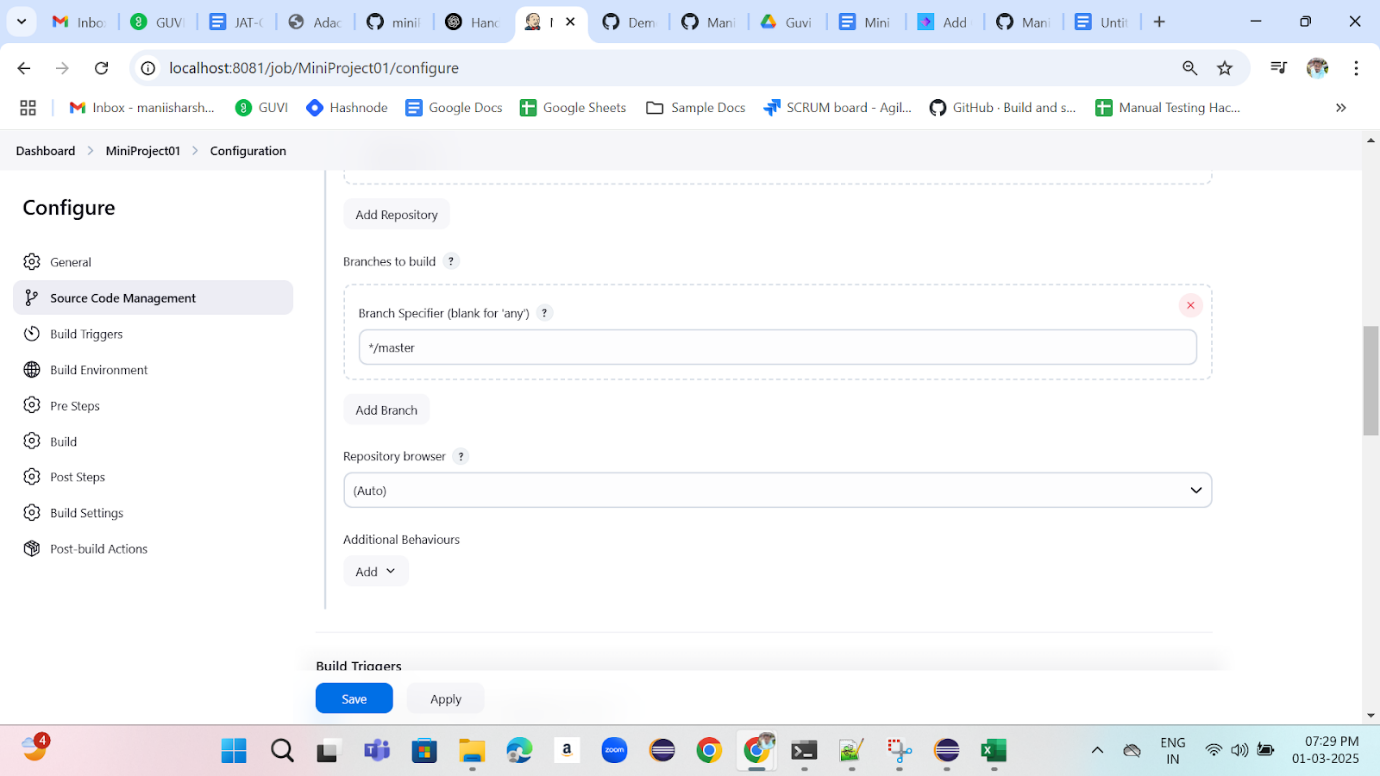 Inbo
GUVI
JAT-C
Adac
minil
Hanc
Dem
Mani
Guvi
Mini
Add
Mani
Unti
localhost:8081/job/MiniProject01/configure
Inbox - maniisharsh...
GUVI
Hashnode
Google Docs
Google Sheets
Sample Docs
SCRUM board - Agil...
GitHub · Build and s...
Manual Testing Hac...
»
Dashboard > MiniProject01 > Configuration
Configure
General
Source Code Management
Build Triggers
Build Environment
Pre Steps
Build
Post Steps
Build Settings
Post-build Actions
Add Repository
Branches to build ?
Branch Specifier (blank for 'any') ?
*/master
Add Branch
Repository browser ?
(Auto)
Additional Behaviours
Add
Build Triggers
Save
Apply
4
a
zoom
ENG
IN
07:29 PM
01-03-2025